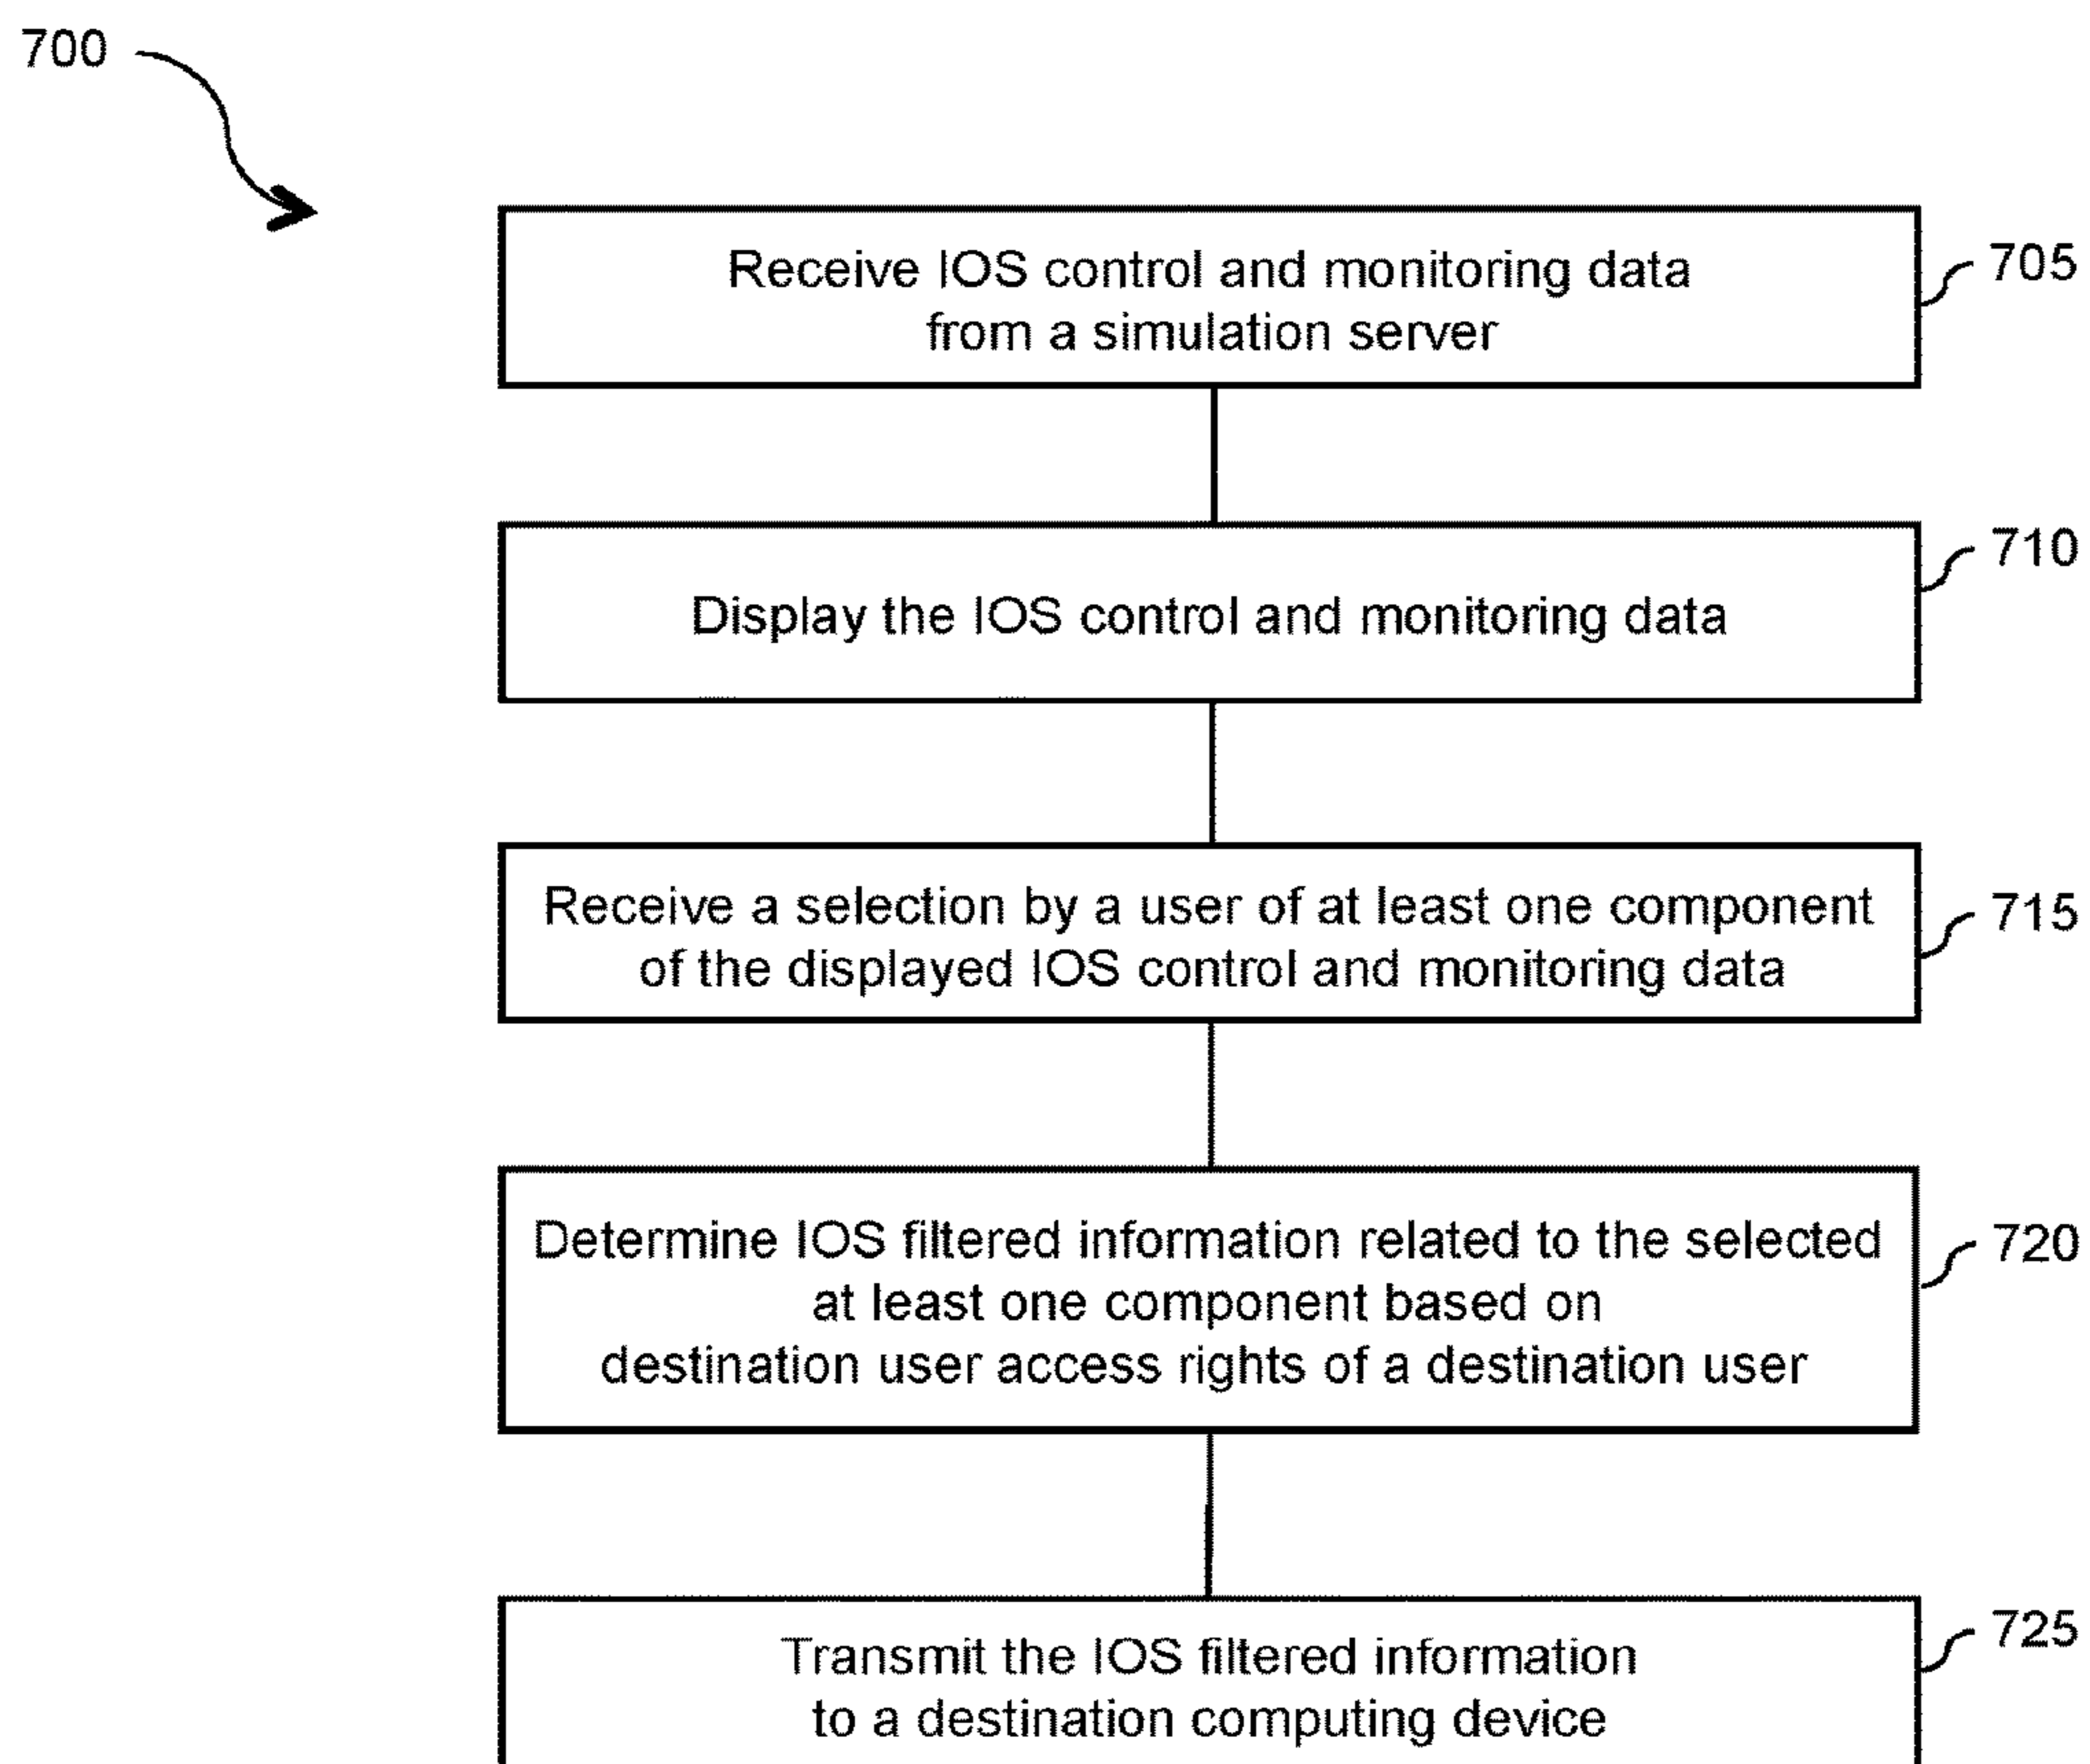 700
Receive IOS control and monitoring data
from a simulation server
705
Display the IOS control and monitoring data
710
Receive a selection by a user of at least one component
of the displayed IOS control and monitoring data
715
Determine IOS filtered information related to the selected
at least one component based on
destination user access rights of a destination user
720
Transmit the IOS filtered information
to a destination computing device
725